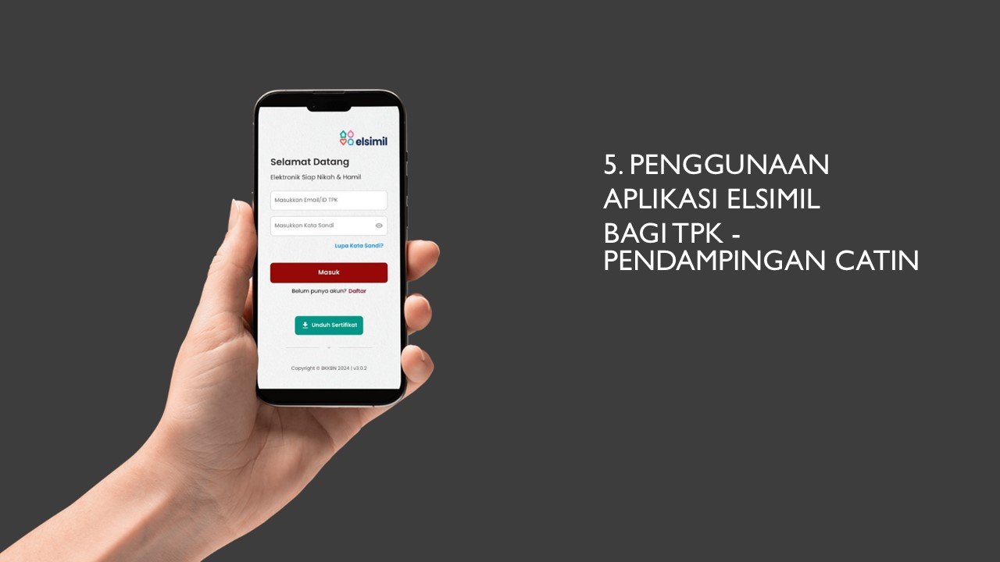 elsimil
Selamat Datang
Elektronik Siap Nikah & Hamil
Masukkan Email/ID TPK
Masukkan Kata Sandi
Lupa Kata Sandi?
Masuk
Belum punya akun? Daftar
Unduh Sertifikat
Copyright © BKKBN 2024 | v3.0.2
5. PENGGUNAAN
APLIKASI ELSIMIL
BAGI TPK -
PENDAMPINGAN CATIN